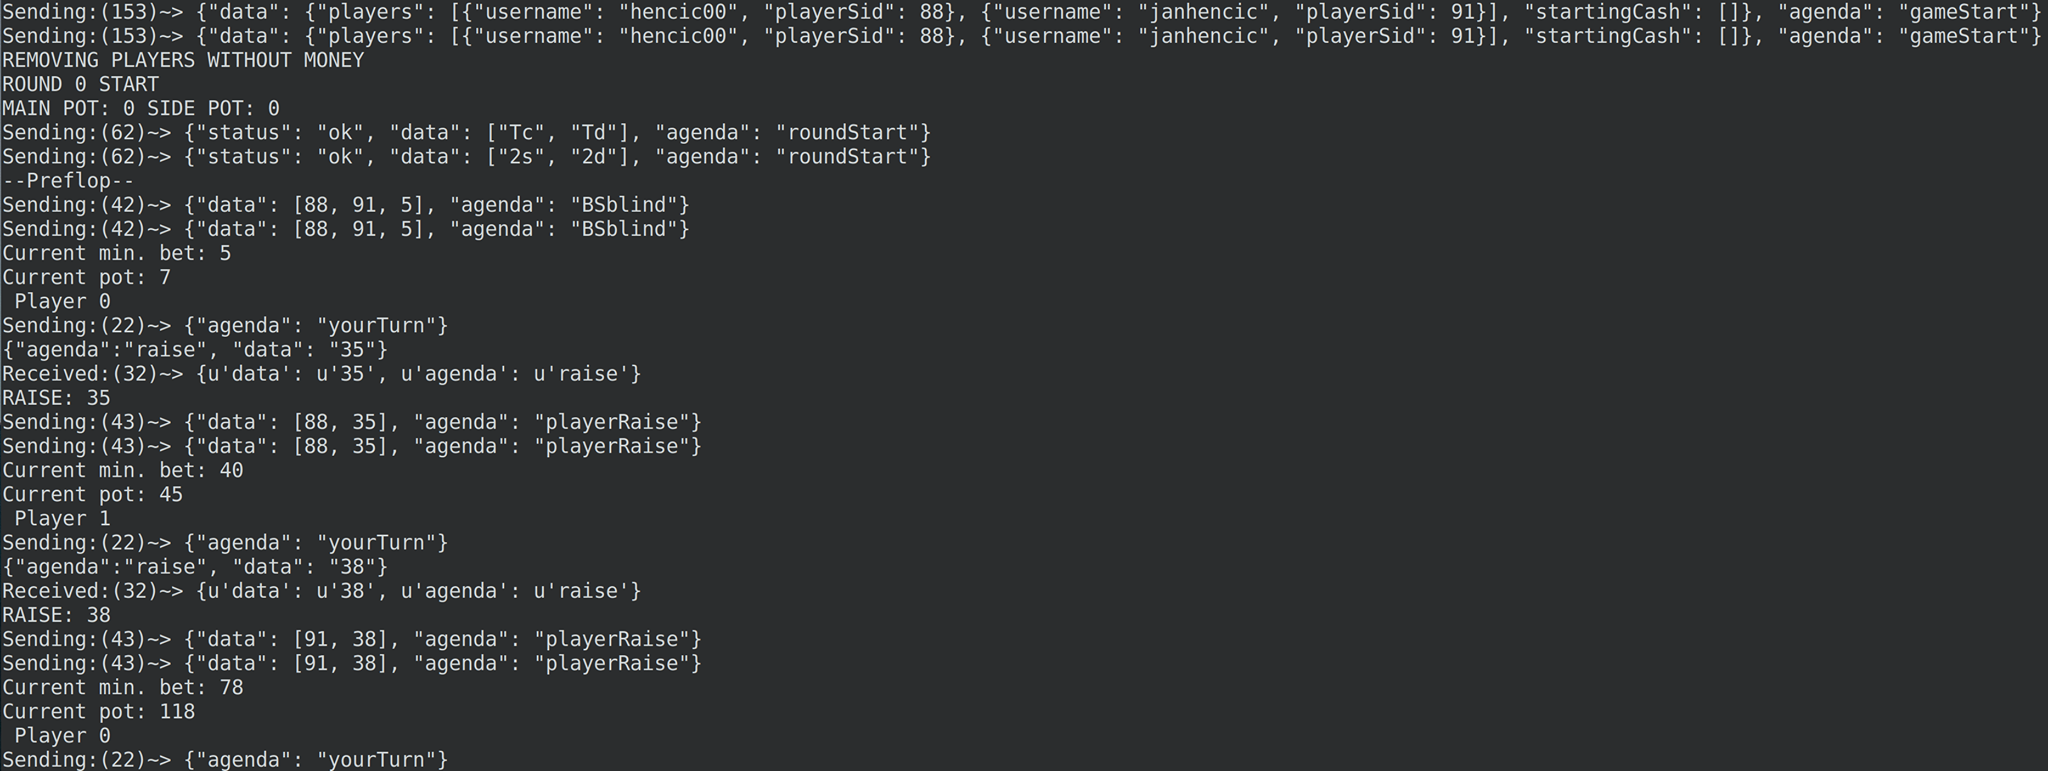 Sending:(153)~> {"data": {"players": [{"username": "hencic00", "playerSid": 88}, {"username": "janhencic", "playerSid": 91}], "startingCash": []}, "agenda": "gameStart"}
Sending:(153)~> {"data": {"players": [{"username": "hencic00", "playerSid": 88}, {"username": "janhencic", "playerSid": 91}], "startingCash": []}, "agenda": "gameStart"}
REMOVING PLAYERS WITHOUT MONEY
ROUND 0 START
MAIN POT: 0 SIDE POT: 0
Sending:(62)~> {"status": "ok", "data": ["Tc", "Td"], "agenda": "roundStart"}
Sending:(62)~> {"status": "ok", "data": ["2s", "2d"], "agenda": "roundStart"}
--Preflop--
Sending:(42)~> {"data": [88, 91, 5], "agenda": "BSblind"}
Sending:(42)~> {"data": [88, 91, 5], "agenda": "BSblind"}
Current min. bet: 5
Current pot: 7
 Player 0
Sending:(22)~> {"agenda": "yourTurn"}
{"agenda":"raise", "data": "35"}
Received:(32)~> {u'data': u'35', u'agenda': u'raise'}
RAISE: 35
Sending:(43)~> {"data": [88, 35], "agenda": "playerRaise"}
Sending:(43)~> {"data": [88, 35], "agenda": "playerRaise"}
Current min. bet: 40
Current pot: 45
 Player 1
Sending:(22)~> {"agenda": "yourTurn"}
{"agenda":"raise", "data": "38"}
Received:(32)~> {u'data': u'38', u'agenda': u'raise'}
RAISE: 38
Sending:(43)~> {"data": [91, 38], "agenda": "playerRaise"}
Sending:(43)~> {"data": [91, 38], "agenda": "playerRaise"}
Current min. bet: 78
Current pot: 118
 Player 0
Sending:(22)~> {"agenda": "yourTurn"}